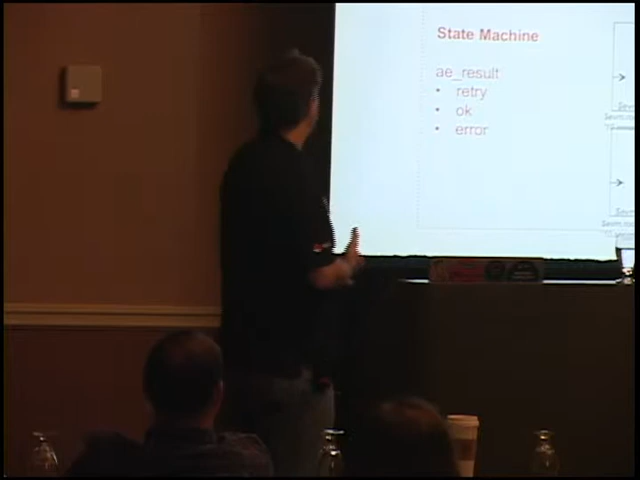 State Machine
ae_result
• retry
• ok
• error